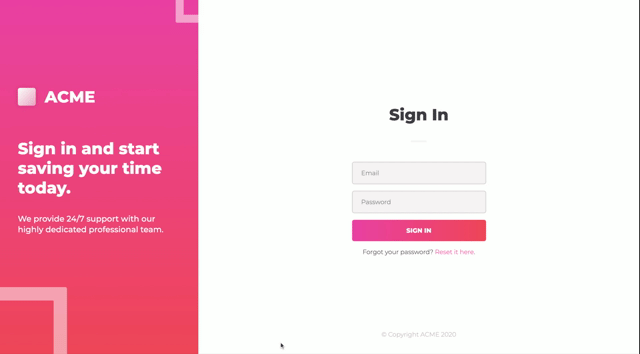 ACME
Sign in and start
saving your time
today.
We provide 24/7 support with our
highly dedicated professional team.
Sign In
Email
Password
SIGN IN
Forgot your password? Reset it here.
© Copyright ACME 2020